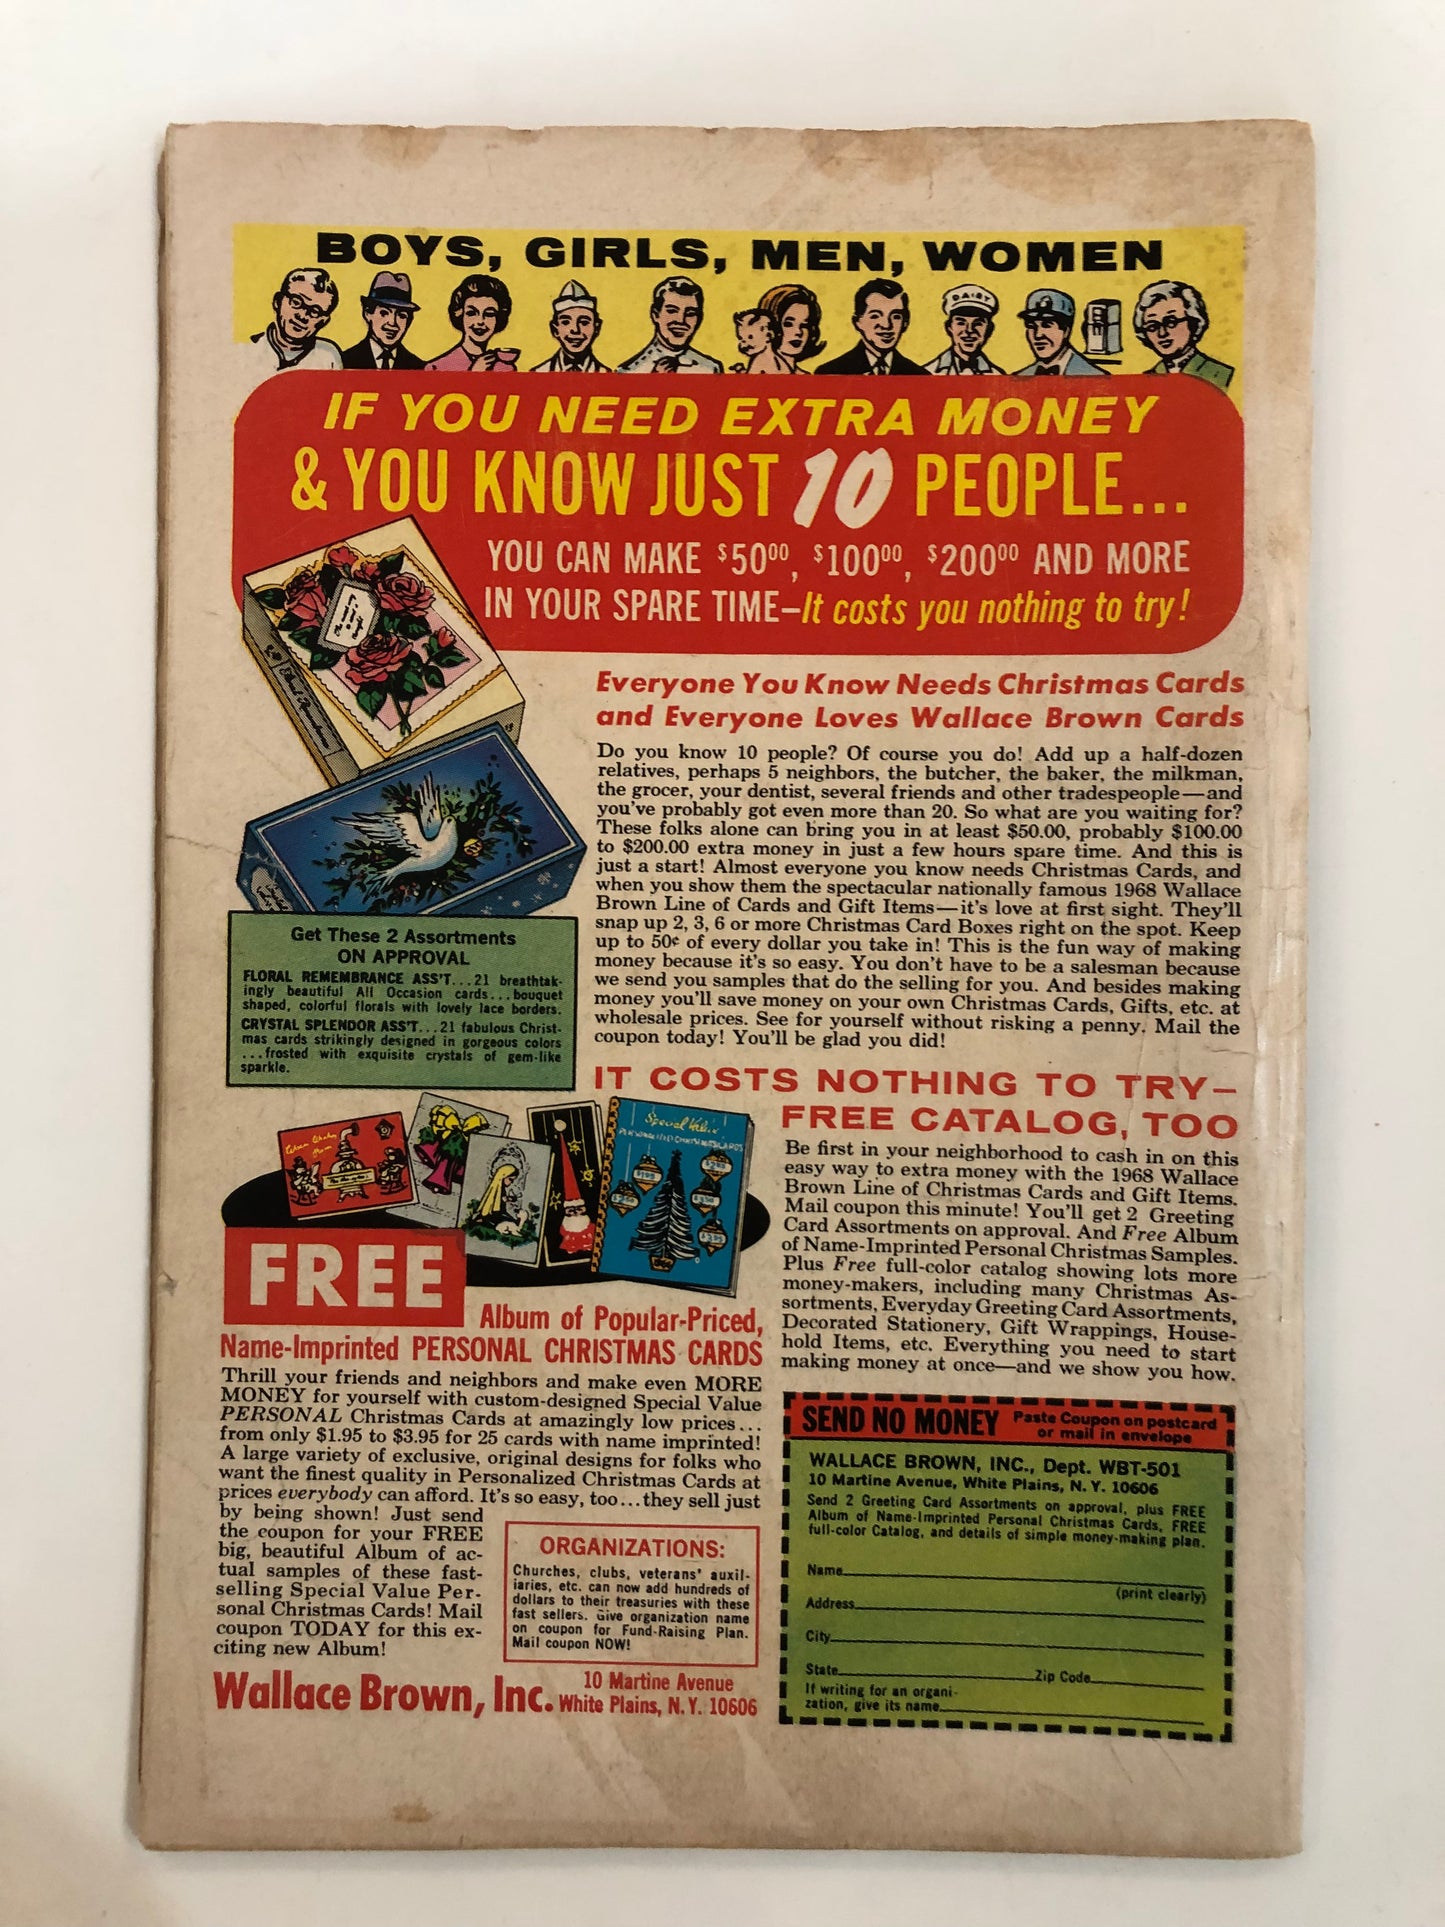 BOYS, GIRLS, MEN, WOMEN
DAISY
IF YOU NEED EXTRA MONEY
& YOU KNOW JUST 10 PEOPLE...
YOU CAN MAKE $50⁰⁰, $100⁰⁰, $200⁰⁰ AND MORE
IN YOUR SPARE TIME–It costs you nothing to try!
Everyone You Know Needs Christmas Cards
and Everyone Loves Wallace Brown Cards
Do you know 10 people? Of course you do! Add up a half-dozen
relatives, perhaps 5 neighbors, the butcher, the baker, the milkman,
the grocer, your dentist, several friends and other tradespeople—and
you've probably got even more than 20. So what are you waiting for?
These folks alone can bring you in at least $50.00, probably $100.00
to $200.00 extra money in just a few hours spare time. And this is
just a start! Almost everyone you know needs Christmas Cards, and
when you show them the spectacular nationally famous 1968 Wallace
Brown Line of Cards and Gift Items—it's love at first sight. They'll
snap up 2, 3, 6 or more Christmas Card Boxes right on the spot. Keep
up to 50¢ of every dollar you take in! This is the fun way of making
money because it's so easy. You don't have to be a salesman because
we send you samples that do the selling for you. And besides making
money you'll save money on your own Christmas Cards, Gifts, etc. at
wholesale prices. See for yourself without risking a penny. Mail the
coupon today! You'll be glad you did!
Get These 2 Assortments
ON APPROVAL
FLORAL REMEMBRANCE ASS'T...21 breathtak-
ingly beautiful All Occasion cards...bouquet
shaped, colorful florals with lovely lace borders.
CRYSTAL SPLENDOR ASS'T...21 fabulous Christ-
mas cards strikingly designed in gorgeous colors
...frosted with exquisite crystals of gem-like
sparkle.
IT COSTS NOTHING TO TRY–
FREE CATALOG, TOO
Be first in your neighborhood to cash in on this
easy way to extra money with the 1968 Wallace
Brown Line of Christmas Cards and Gift Items.
Mail coupon this minute! You'll get 2 Greeting
Card Assortments on approval. And Free Album
of Name-Imprinted Personal Christmas Samples.
Plus Free full-color catalog showing lots more
money-makers, including many Christmas As-
sortments, Everyday Greeting Card Assortments,
Decorated Stationery, Gift Wrappings, House-
hold Items, etc. Everything you need to start
making money at once—and we show you how.
Special Value
PERSONALIZED CHRISTMAS CARDS
FREE
Album of Popular-Priced,
Name-Imprinted PERSONAL CHRISTMAS CARDS
Thrill your friends and neighbors and make even MORE
MONEY for yourself with custom-designed Special Value
PERSONAL Christmas Cards at amazingly low prices...
from only $1.95 to $3.95 for 25 cards with name imprinted!
A large variety of exclusive, original designs for folks who
want the finest quality in Personalized Christmas Cards at
prices everybody can afford. It's so easy, too...they sell just
by being shown! Just send
the coupon for your FREE
big, beautiful Album of ac-
tual samples of these fast-
selling Special Value Per-
sonal Christmas Cards! Mail
coupon TODAY for this ex-
citing new Album!
ORGANIZATIONS:
Churches, clubs, veterans' auxil-
iaries, etc. can now add hundreds of
dollars to their treasuries with these
fast sellers. Give organization name
on coupon for Fund-Raising Plan.
Mail coupon NOW!
Wallace Brown, Inc.
10 Martine Avenue
White Plains, N.Y. 10606
SEND NO MONEY
Paste Coupon on postcard
or mail in envelope
WALLACE BROWN, INC., Dept. WBT-501
10 Martine Avenue, White Plains, N. Y. 10606
Send 2 Greeting Card Assortments on approval, plus FREE
Album of Name-Imprinted Personal Christmas Cards, FREE
full-color Catalog, and details of simple money-making plan.
Name
(print clearly)
Address
City
State Zip Code
If writing for an organi-
zation, give its name